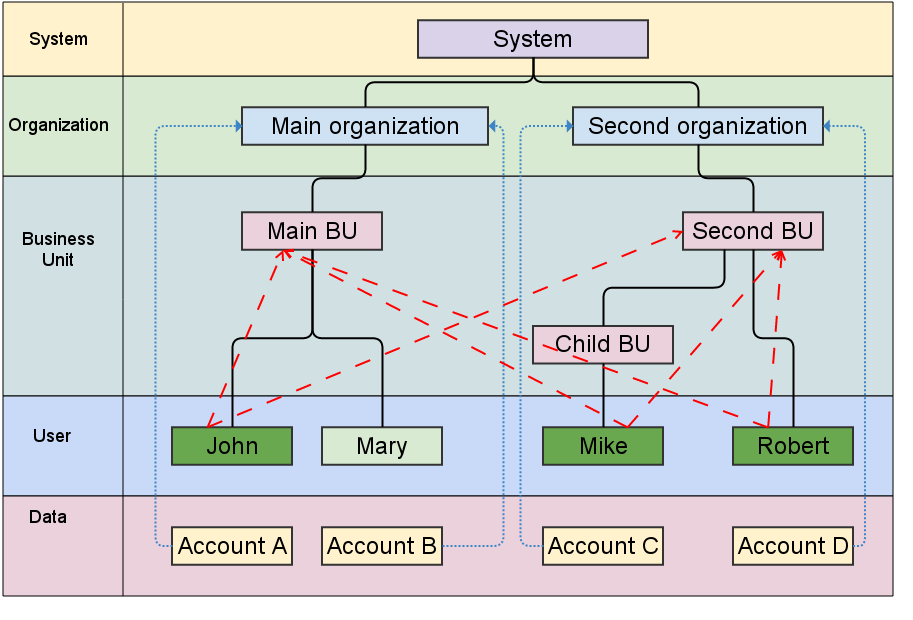 System
System
Organization
Main organization
Second organization
Business
Unit
Main BU
Second BU
Child BU
User
John
Mary
Mike
Robert
Data
Account A
Account B
Account C
Account D